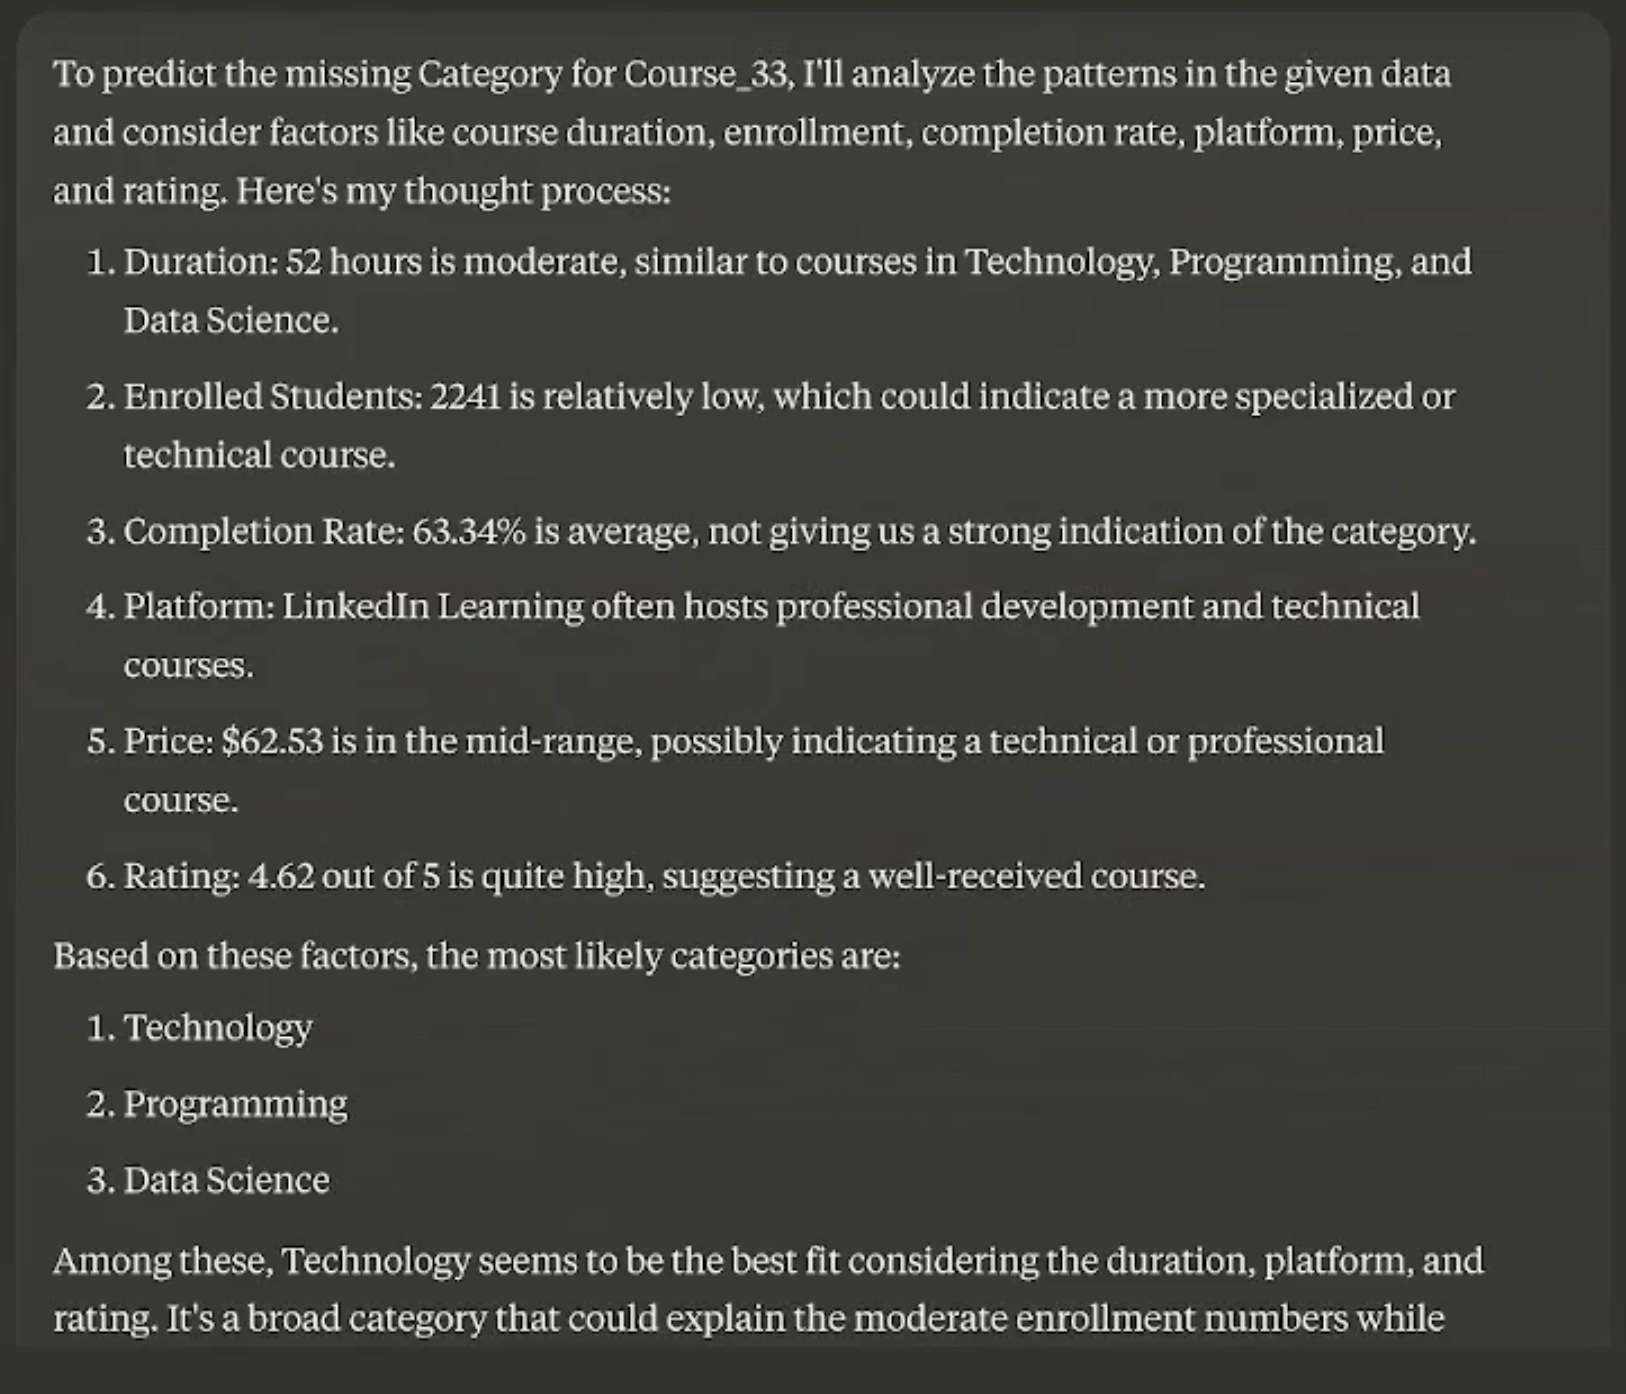 To predict the missing Category for Course_33, I'll analyze the patterns in the given data
and consider factors like course duration, enrollment, completion rate, platform, price,
and rating. Here's my thought process:
1. Duration: 52 hours is moderate, similar to courses in Technology, Programming, and
Data Science.
2. Enrolled Students: 2241 is relatively low, which could indicate a more specialized or
technical course.
3. Completion Rate: 63.34% is average, not giving us a strong indication of the category.
4. Platform: LinkedIn Learning often hosts professional development and technical
courses.
5. Price: $62.53 is in the mid-range, possibly indicating a technical or professional
course.
6. Rating: 4.62 out of 5 is quite high, suggesting a well-received course.
Based on these factors, the most likely categories are:
1. Technology
2. Programming
3. Data Science
Among these, Technology seems to be the best fit considering the duration, platform, and
rating. It's a broad category that could explain the moderate enrollment numbers while